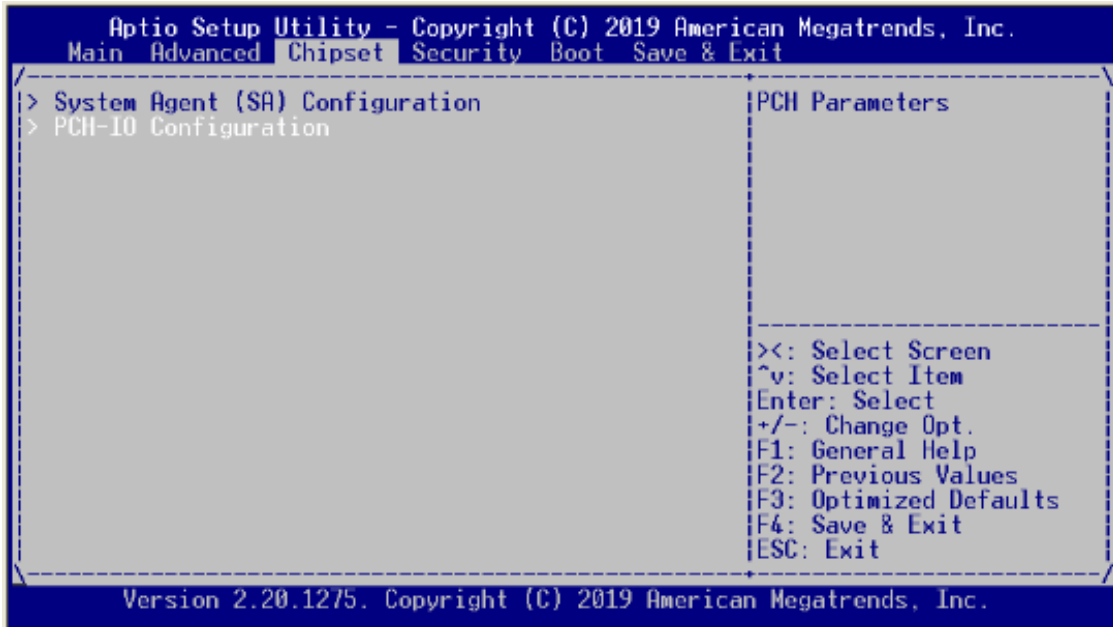 Aptio Setup Utility - Copyright (C) 2019 American Megatrends, Inc.
Main Advanced Chipset Security Boot Save & Exit
> System Agent (SA) Configuration
> PCH-IO Configuration
PCH Parameters
><: Select Screen
^v: Select Item
Enter: Select
+/-: Change Opt.
F1: General Help
F2: Previous Values
F3: Optimized Defaults
F4: Save & Exit
ESC: Exit
Version 2.20.1275. Copyright (C) 2019 American Megatrends, Inc.